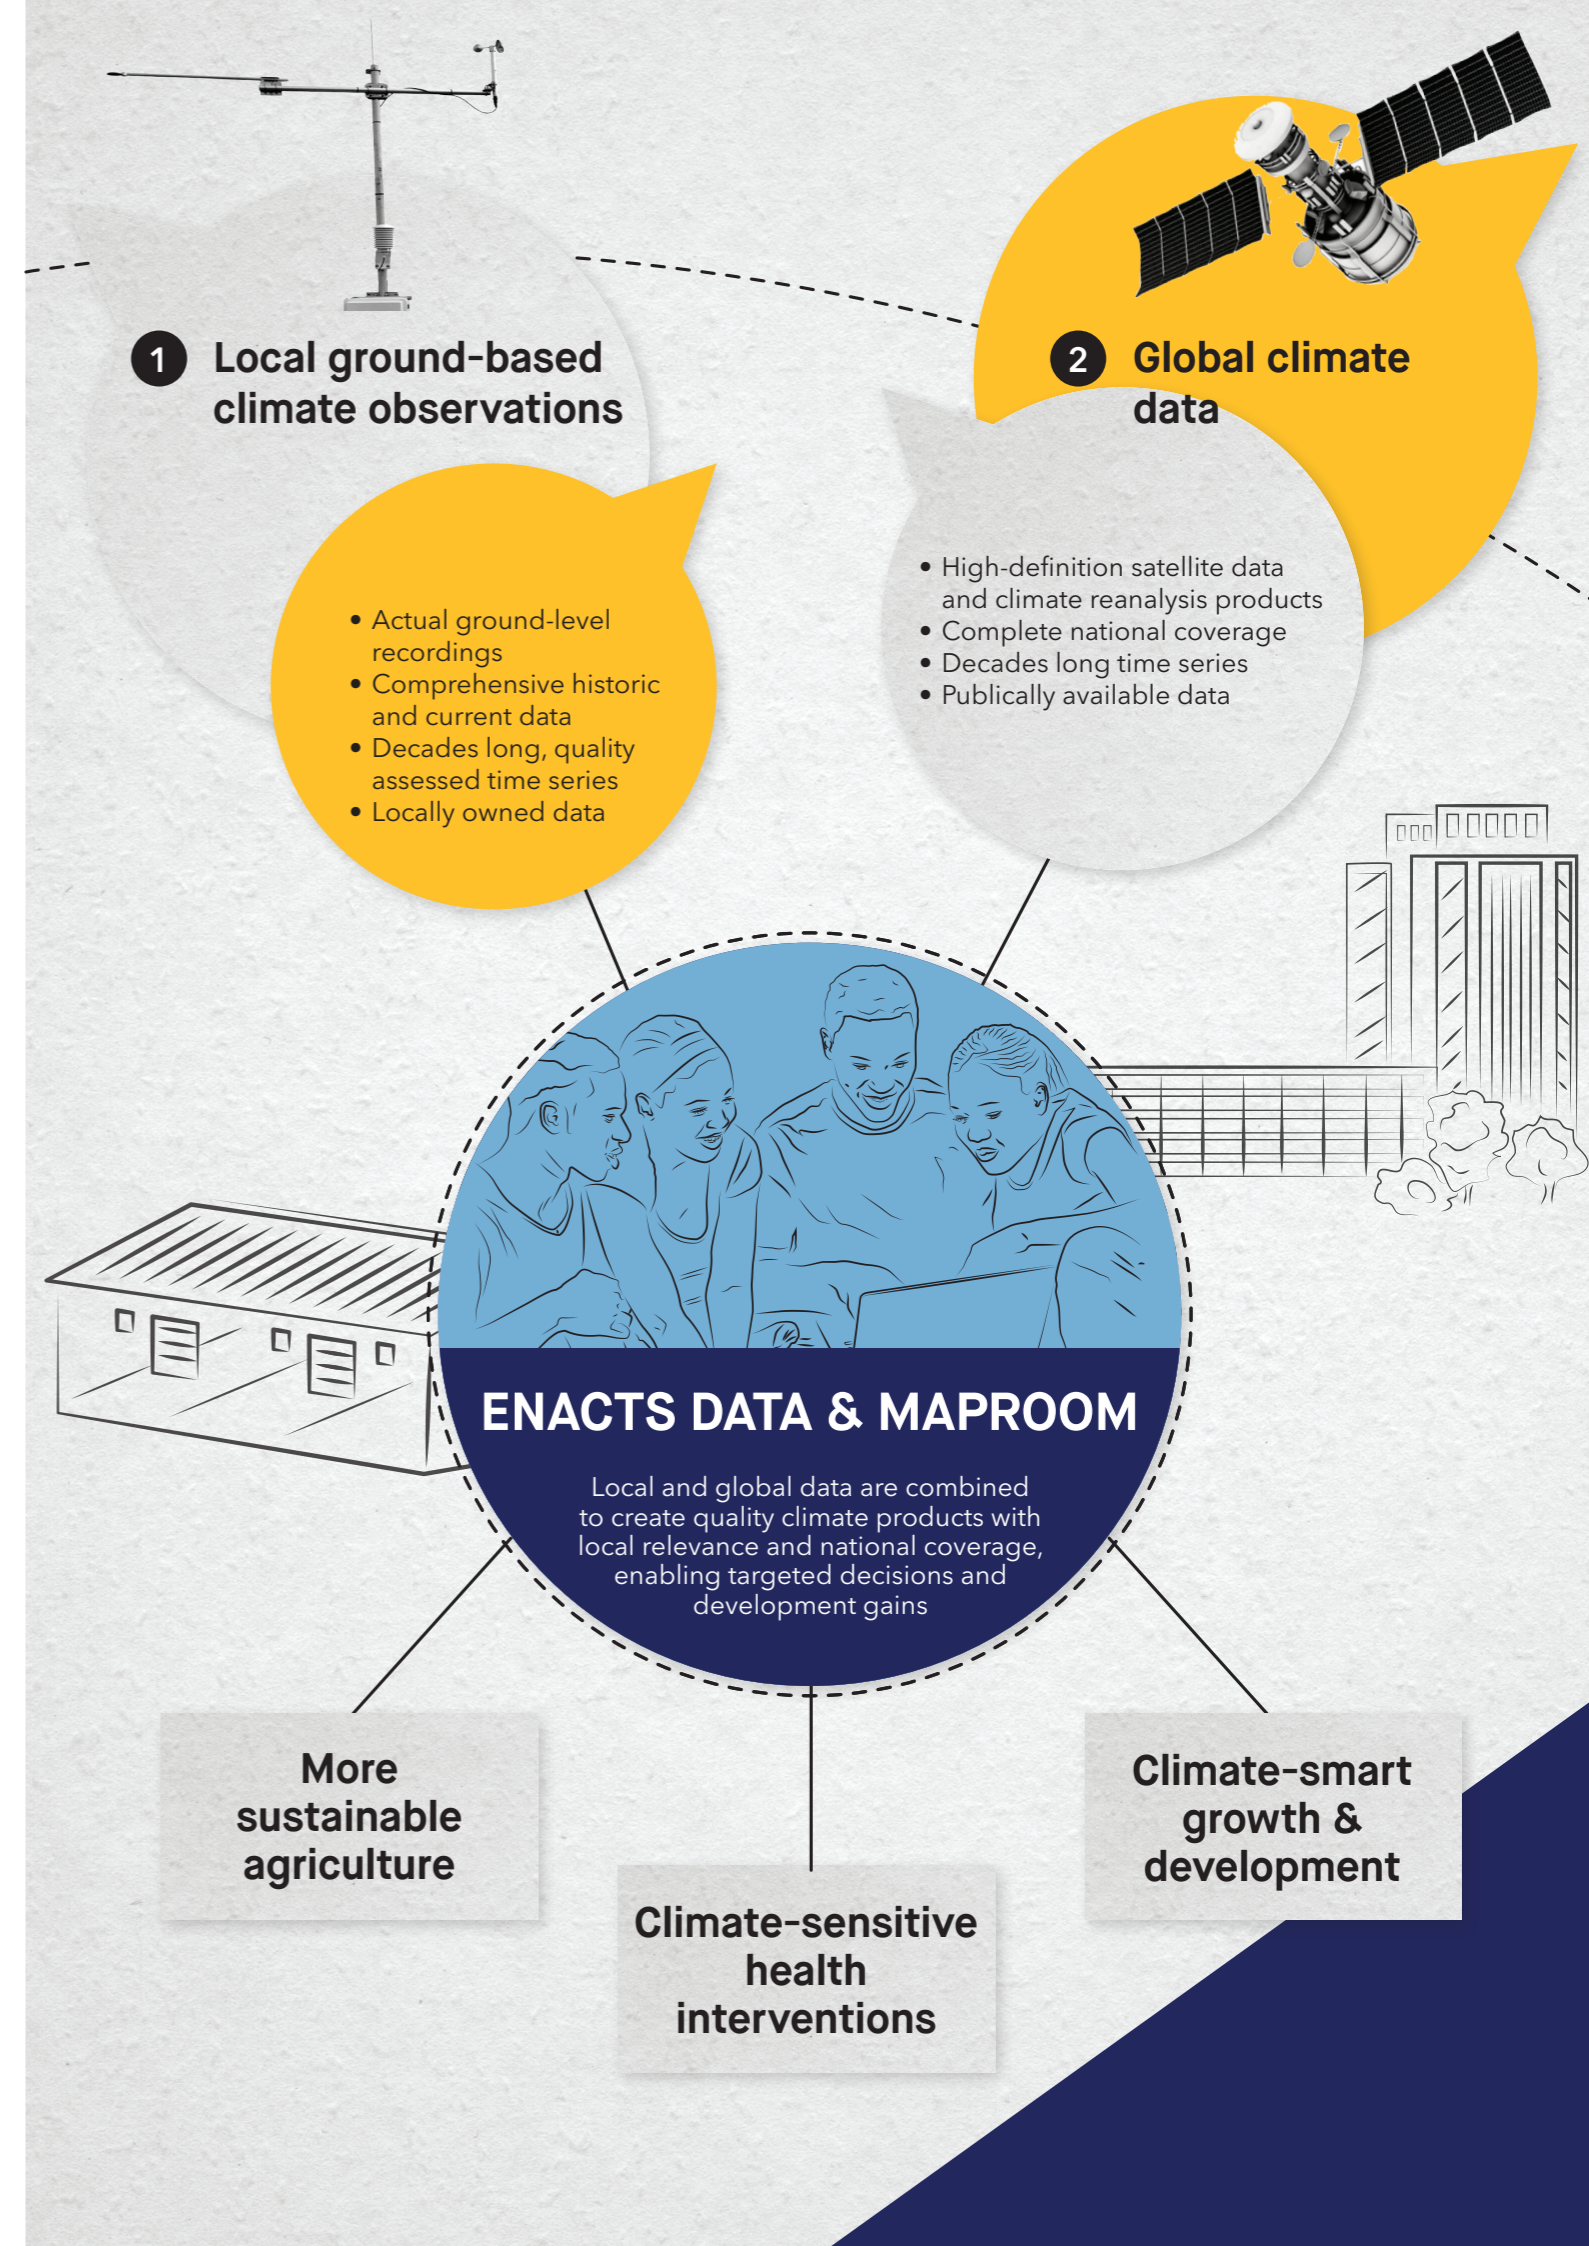 1
Local ground-based
climate observations
• Actual ground-level
recordings
• Comprehensive historic
and current data
• Decades long, quality
assessed time series
• Locally owned data
2
Global climate
data
• High-definition satellite data
and climate reanalysis products
• Complete national coverage
• Decades long time series
• Publically available data
ENACTS DATA & MAPROOM
Local and global data are combined
to create quality climate products with
local relevance and national coverage,
enabling targeted decisions and
development gains
More
sustainable
agriculture
Climate-sensitive
health
interventions
Climate-smart
growth &
development